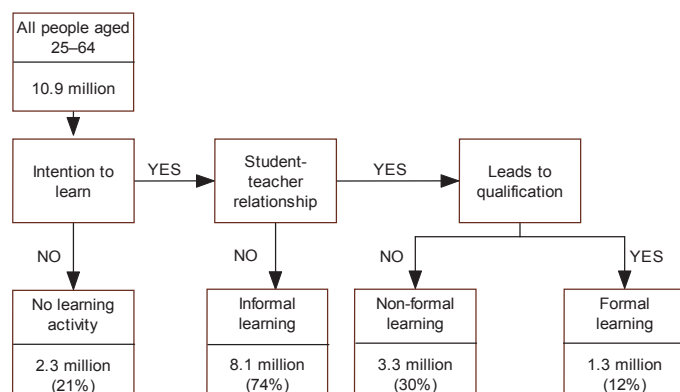 All people aged
25–64
10.9 million
Intention to
learn
YES
Student-
teacher
relationship
YES
Leads to
qualification
NO
NO
NO
YES
No learning
activity
2.3 million
(21%)
Informal
learning
8.1 million
(74%)
Non-formal
learning
3.3 million
(30%)
Formal
learning
1.3 million
(12%)